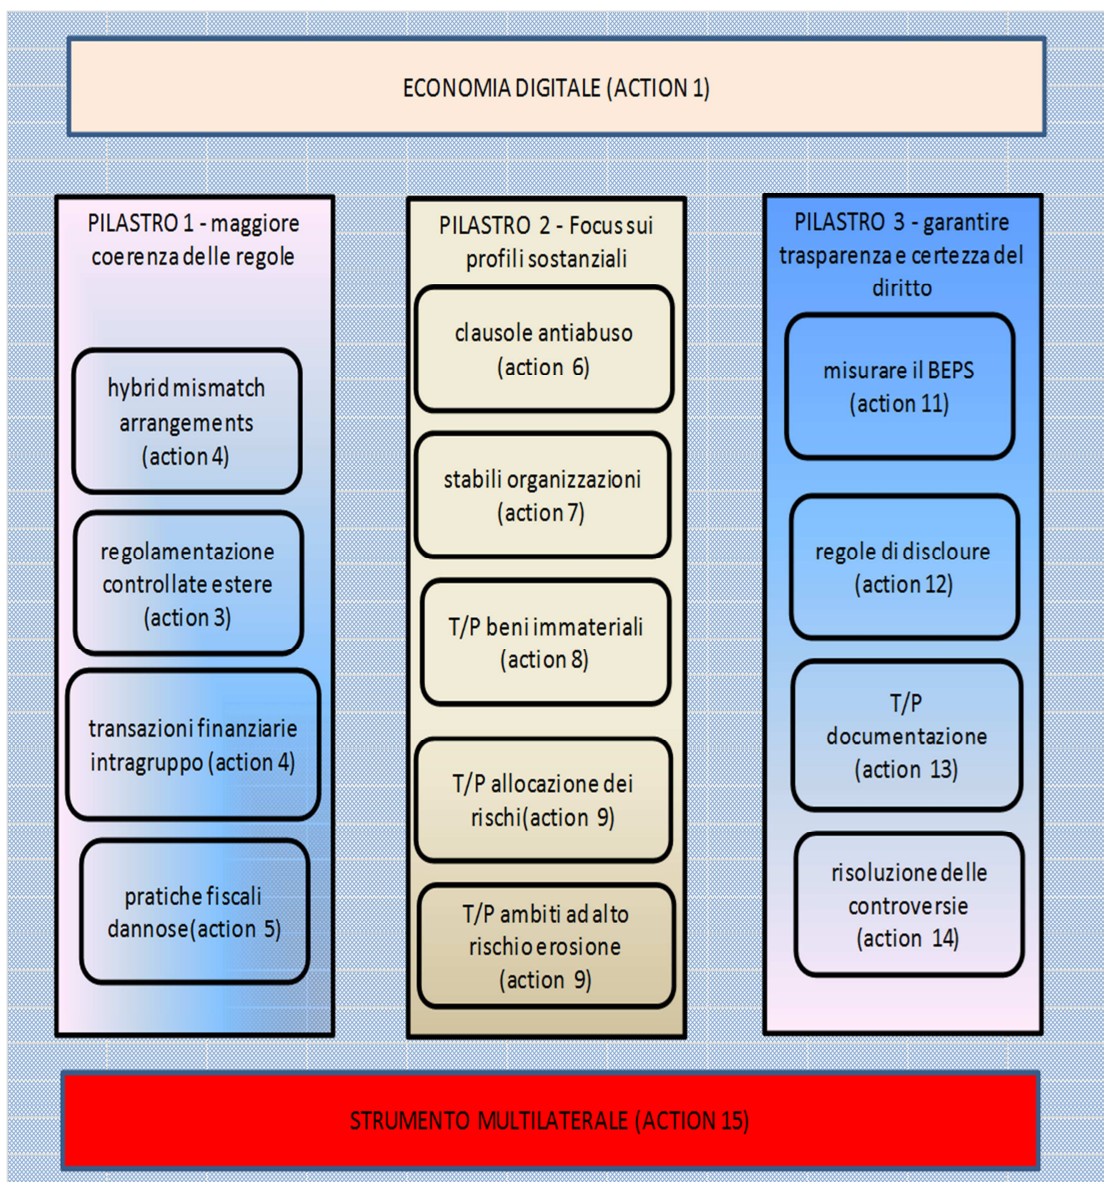 ECONOMIA DIGITALE (ACTION 1)
PILASTRO 1 - maggiore
coerenza delle regole
hybrid mismatch
arrangements
(action 4)
regolamentazione
controllate estere
(action 3)
transazioni finanziarie
intragruppo (action 4)
pratiche fiscali
dannose(action 5)
PILASTRO 2 - Focus sui
profili sostanziali
clausole antiabuso
(action 6)
stabili organizzazioni
(action 7)
T/P beni immateriali
(action 8)
T/P allocazione dei
rischi(action 9)
T/P ambiti ad alto
rischio erosione
(action 9)
PILASTRO 3 - garantire
trasparenza e certezza del
diritto
misurare il BEPS
(action 11)
regole di discloure
(action 12)
T/P
documentazione
(action 13)
risoluzione delle
controversie
(action 14)
STRUMENTO MULTILATERALE (ACTION 15)